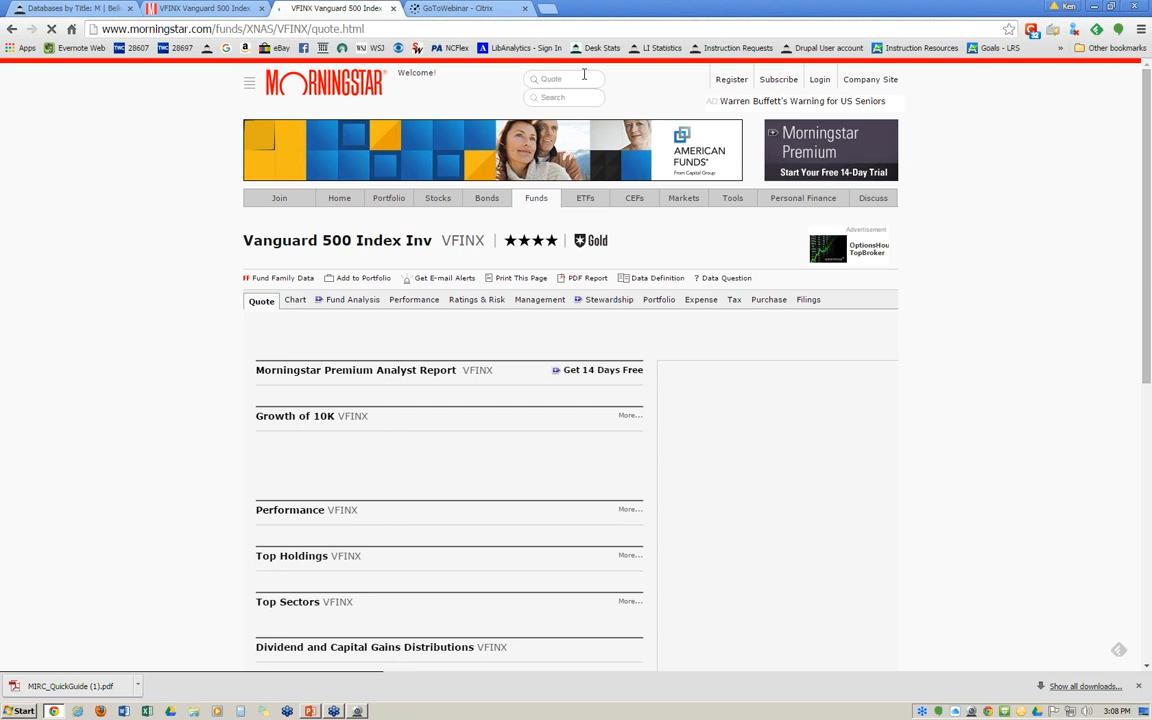 Databases by Title: M | Belk
VFINX Vanguard 500 Index
VFINX Vanguard 500 Index
GoToWebinar - Citrix
Ken
www.morningstar.com/funds/XNAS/VFINX/quote.html
Apps
Evernote Web
28607
28697
eBay
WSJ
NCFlex
LibAnalytics - Sign In
Desk Stats
LI Statistics
Instruction Requests
Drupal User account
Instruction Resources
Goals - LRS
»
Other bookmarks
MORNINGSTAR
Welcome!
Quote
Search
Register
Subscribe
Login
Company Site
AD Warren Buffett's Warning for US Seniors
AMERICAN
FUNDS®
From Capital Group
Morningstar
Premium
Start Your Free 14-Day Trial
Join
Home
Portfolio
Stocks
Bonds
Funds
ETFs
CEFs
Markets
Tools
Personal Finance
Discuss
Vanguard 500 Index Inv VFINX ★★★★ Gold
Advertisement
OptionsHou
TopBroker
FF Fund Family Data
Add to Portfolio
Get E-mail Alerts
Print This Page
PDF Report
Data Definition
? Data Question
Quote
Chart
Fund Analysis
Performance
Ratings & Risk
Management
Stewardship
Portfolio
Expense
Tax
Purchase
Filings
Morningstar Premium Analyst Report VFINX
Get 14 Days Free
Growth of 10K VFINX
More...
Performance VFINX
More...
Top Holdings VFINX
More...
Top Sectors VFINX
More...
Dividend and Capital Gains Distributions VFINX
MIRC_QuickGuide (1).pdf
Show all downloads...
Start
3:08 PM